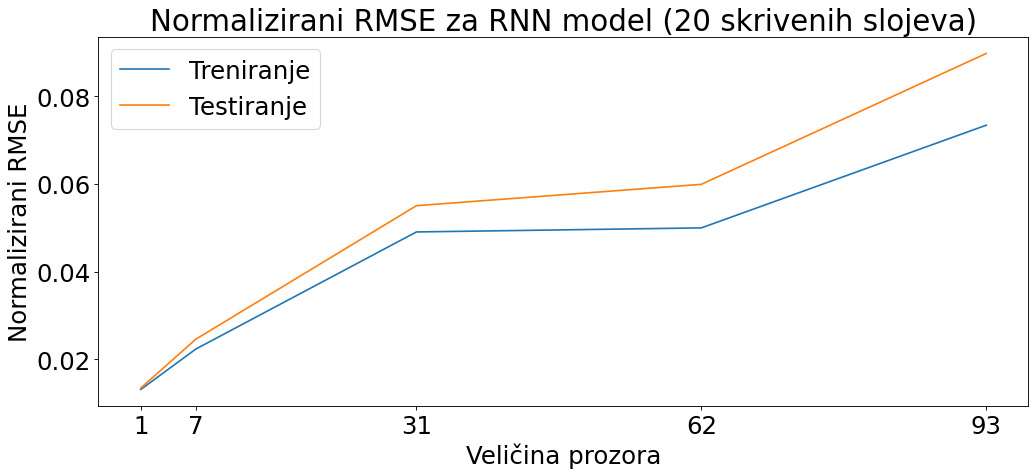 Normalizirani RMSE za RNN model (20 skrivenih slojeva)
Treniranje
Testiranje
Normalizirani RMSE
0.08
0.06
0.04
0.02
1 7 31 62 93
Veličina prozora